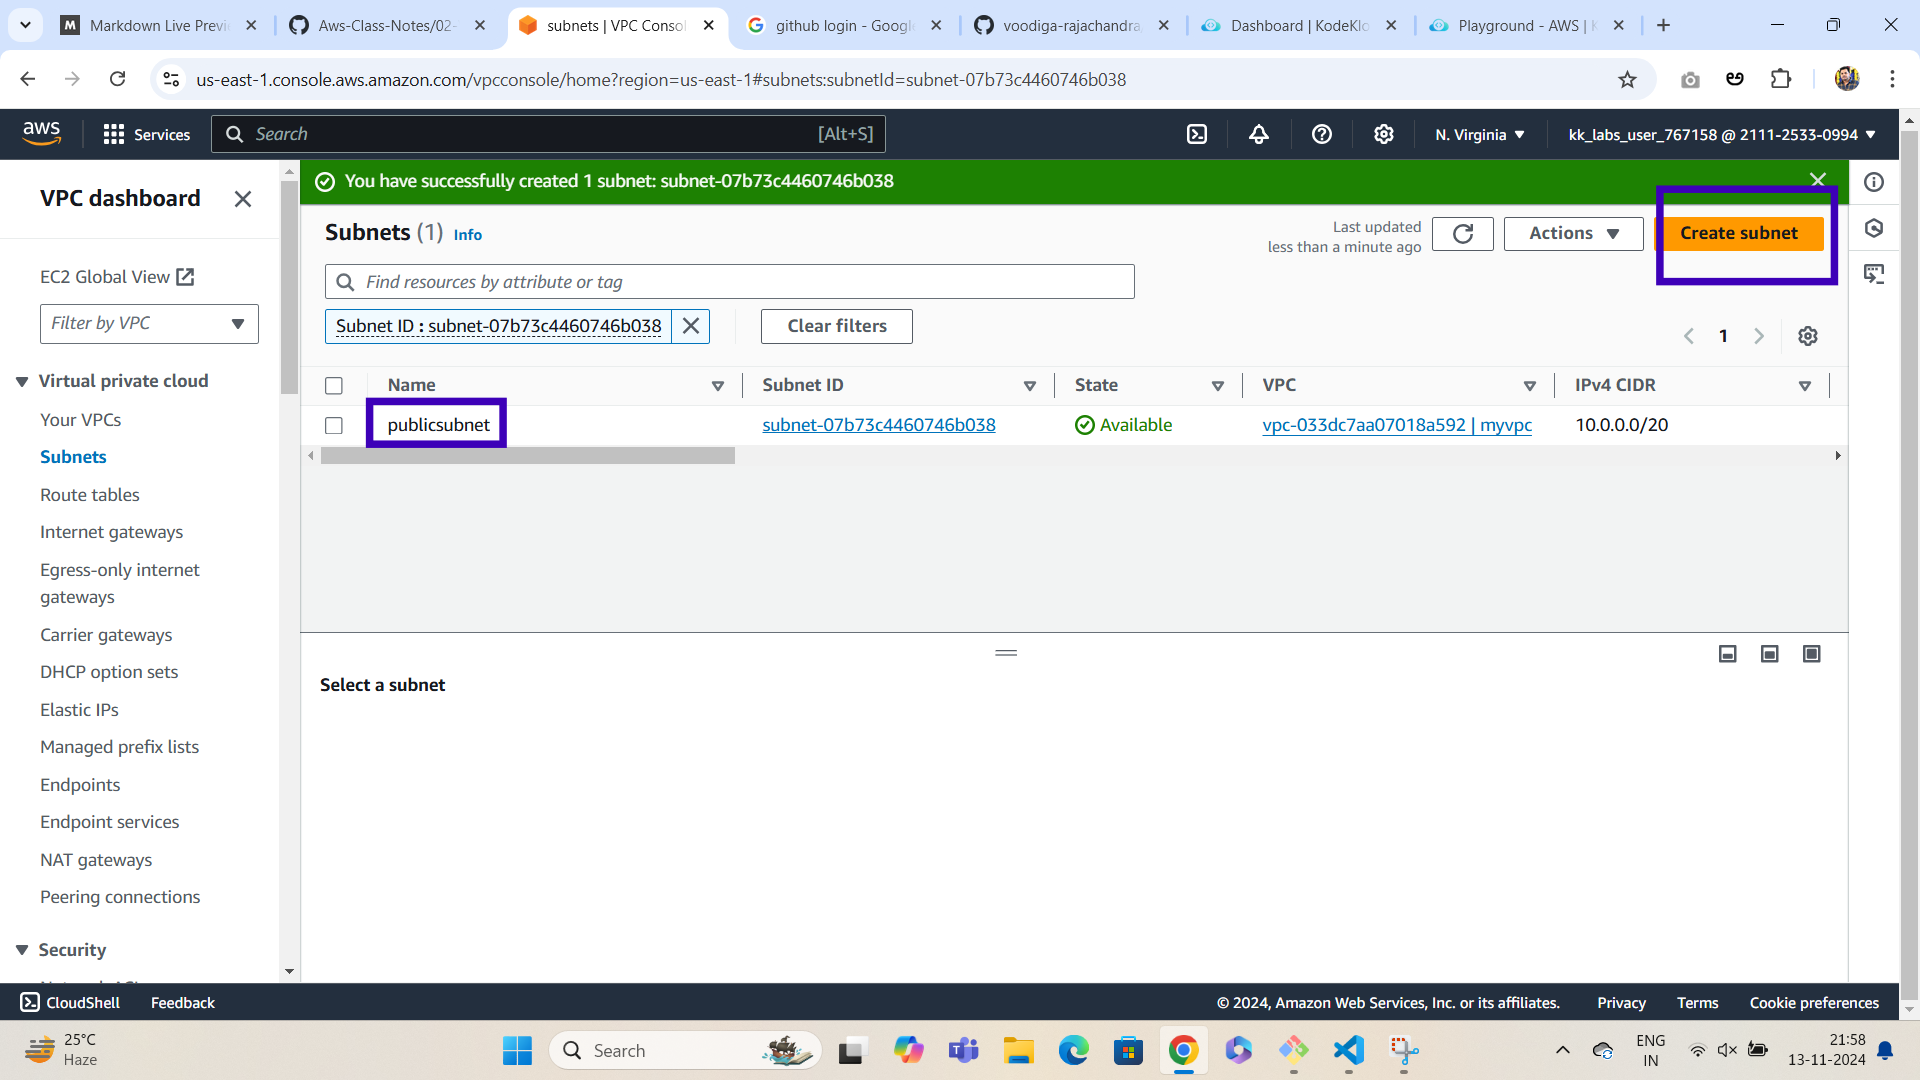 Markdown Live Previe
Aws-Class-Notes/02-
subnets | VPC Consol
github login - Google
voodiga-rajachandra
Dashboard | KodeKlo
Playground - AWS | K
us-east-1.console.aws.amazon.com/vpcconsole/home?region=us-east-1#subnets:subnetId=subnet-07b73c4460746b038
aws
Services
Search
[Alt+S]
N. Virginia
kk_labs_user_767158 @ 2111-2533-0994
VPC dashboard
EC2 Global View
Filter by VPC
Virtual private cloud
Your VPCs
Subnets
Route tables
Internet gateways
Egress-only internet
gateways
Carrier gateways
DHCP option sets
Elastic IPs
Managed prefix lists
Endpoints
Endpoint services
NAT gateways
Peering connections
Security
You have successfully created 1 subnet: subnet-07b73c4460746b038
Subnets (1) Info
Last updated
less than a minute ago
Actions
Create subnet
Find resources by attribute or tag
Subnet ID : subnet-07b73c4460746b038
Clear filters
1
Name
Subnet ID
State
VPC
IPv4 CIDR
publicsubnet
subnet-07b73c4460746b038
Available
vpc-033dc7aa07018a592 | myvpc
10.0.0.0/20
Select a subnet
CloudShell
Feedback
© 2024, Amazon Web Services, Inc. or its affiliates.
Privacy
Terms
Cookie preferences
25°C
Haze
Search
ENG
IN
21:58
13-11-2024